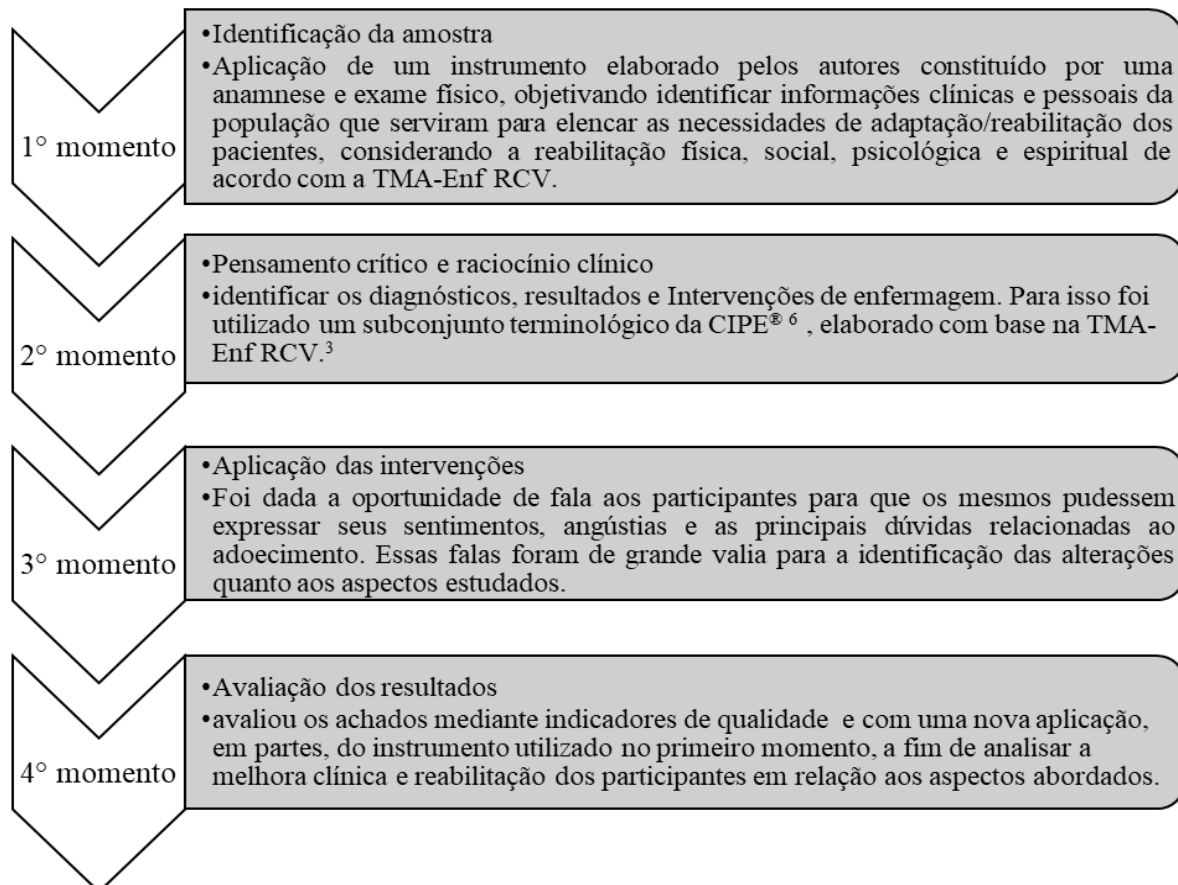 1° momento
•Identificação da amostra
•Aplicação de um instrumento elaborado pelos autores constituído por uma
anamnese e exame físico, objetivando identificar informações clínicas e pessoais da
população que serviram para elencar as necessidades de adaptação/reabilitação dos
pacientes, considerando a reabilitação física, social, psicológica e espiritual de
acordo com a TMA-Enf RCV.
2° momento
•Pensamento crítico e raciocínio clínico
•identificar os diagnósticos, resultados e Intervenções de enfermagem. Para isso foi
utilizado um subconjunto terminológico da CIPE® 6 , elaborado com base na TMA-
Enf RCV.3
3° momento
•Aplicação das intervenções
•Foi dada a oportunidade de fala aos participantes para que os mesmos pudessem
expressar seus sentimentos, angústias e as principais dúvidas relacionadas ao
adoecimento. Essas falas foram de grande valia para a identificação das alterações
quanto aos aspectos estudados.
4° momento
•Avaliação dos resultados
•avaliou os achados mediante indicadores de qualidade e com uma nova aplicação,
em partes, do instrumento utilizado no primeiro momento, a fim de analisar a
melhora clínica e reabilitação dos participantes em relação aos aspectos abordados.